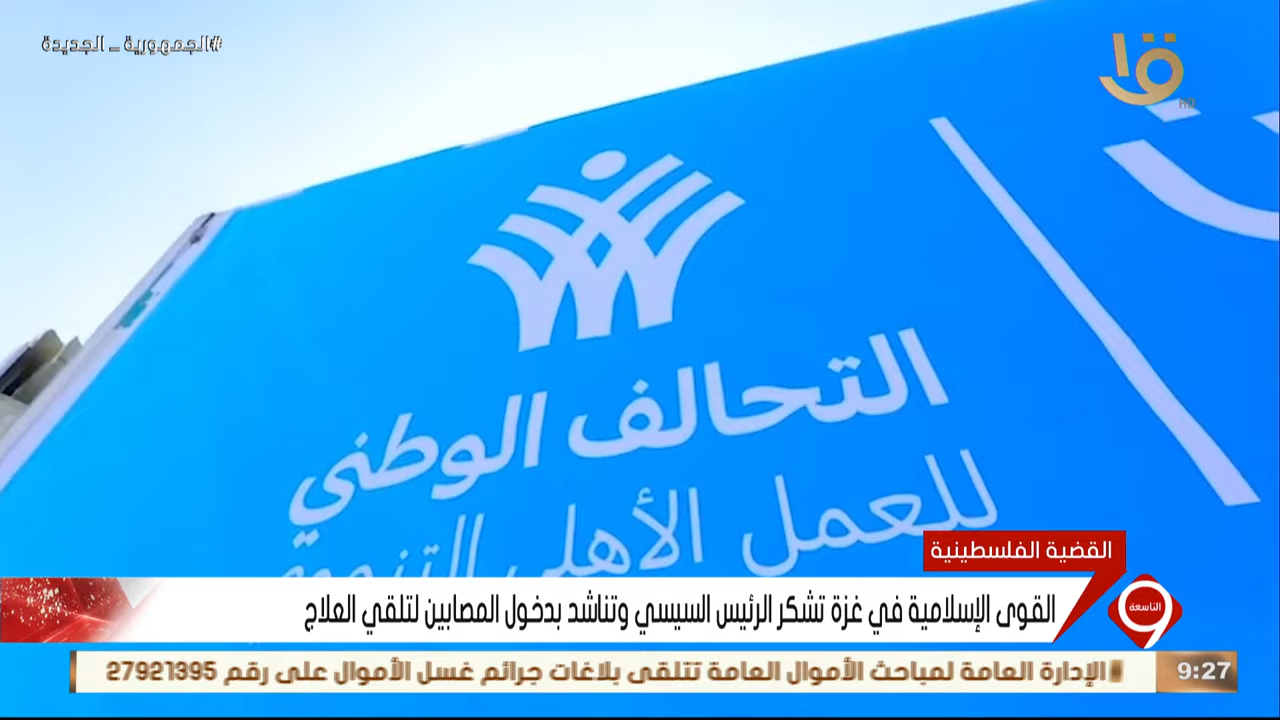 #الجمهورية_الجديدة
التحالف الوطني
للعمل الأهلي التنموي
القضية الفلسطينية
التاسعة
القوى الإسلامية في غزة تشكر الرئيس السيسي وتناشد بدخول المصابين لتلقي العلاج
الإدارة العامة لمباحث الأموال العامة تتلقى بلاغات جرائم غسل الأموال على رقم 27921395
9:27